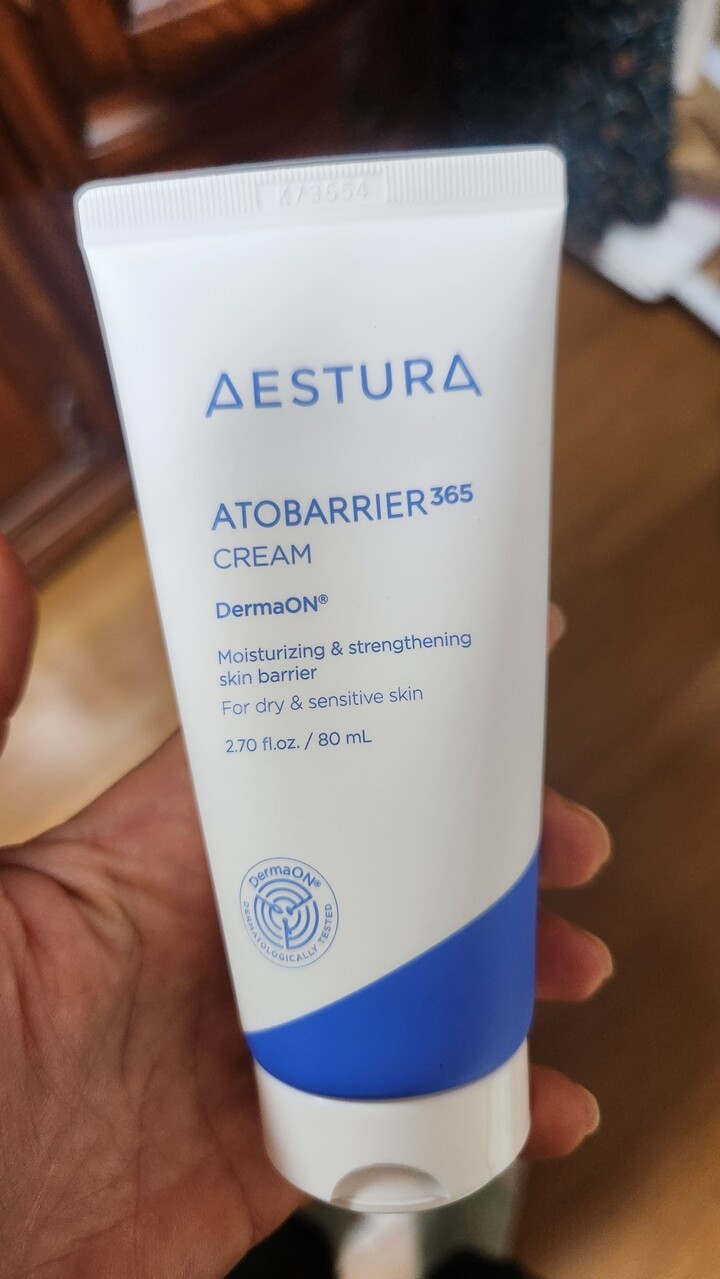 AESTURA
ATOBARRIER365
CREAM
DermaON®
Moisturizing & strengthening
skin barrier
For dry & sensitive skin
2.70 fl.oz. / 80 mL
DermaON®
DERMATOLOGICALLY TESTED